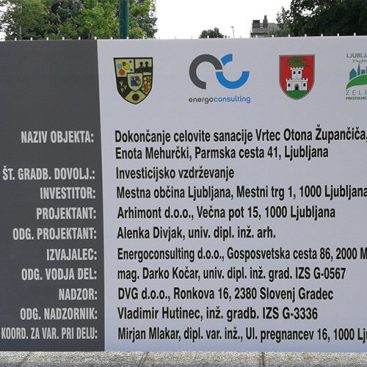 energoconsulting
LJUBLJANA
NAZIV OBJEKTA: Dokončanje celovite sanacije Vrtec Otona Župančiča,
Enota Mehurčki, Parmska cesta 41, Ljubljana
ŠT. GRADB. DOVOLJ.: Investicijsko vzdrževanje
INVESTITOR: Mestna občina Ljubljana, Mestni trg 1, 1000 Ljubljana
PROJEKTANT: Arhimont d.o.o., Večna pot 15, 1000 Ljubljana
ODG. PROJEKTANT: Alenka Divjak, univ. dipl. inž. arh.
IZVAJALEC: Energoconsulting d.o.o., Gosposvetska cesta 86, 2000 M
ODG. VODJA DEL: mag. Darko Kočar, univ. dipl. inž. grad. IZS G-0567
NADZOR: DVG d.o.o., Ronkova 16, 2380 Slovenj Gradec
ODG. NADZORNIK: Vladimir Hutinec, inž. gradb. IZS G-3336
KOORD. ZA VAR. PRI DELU: Mirjan Mlakar, dipl. var. inž., Ul. pregnancev 16, 1000 Lj